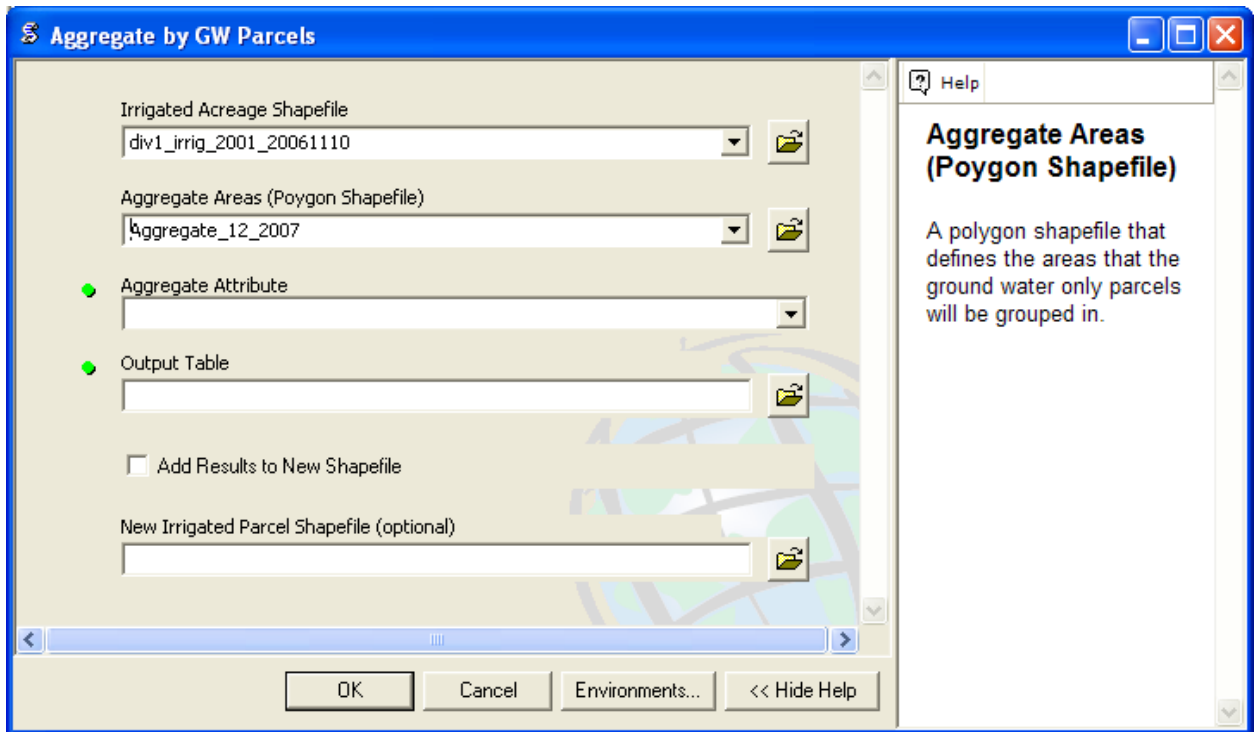 Aggregate by GW Parcels
Irrigated Acreage Shapefile
div1_irrig_2001_20061110
Aggregate Areas (Poygon Shapefile)
Aggregate_12_2007
Aggregate Attribute
Output Table
Add Results to New Shapefile
New Irrigated Parcel Shapefile (optional)
OK
Cancel
Environments...
<< Hide Help
Help
Aggregate Areas
(Poygon Shapefile)
A polygon shapefile that
defines the areas that the
ground water only parcels
will be grouped in.